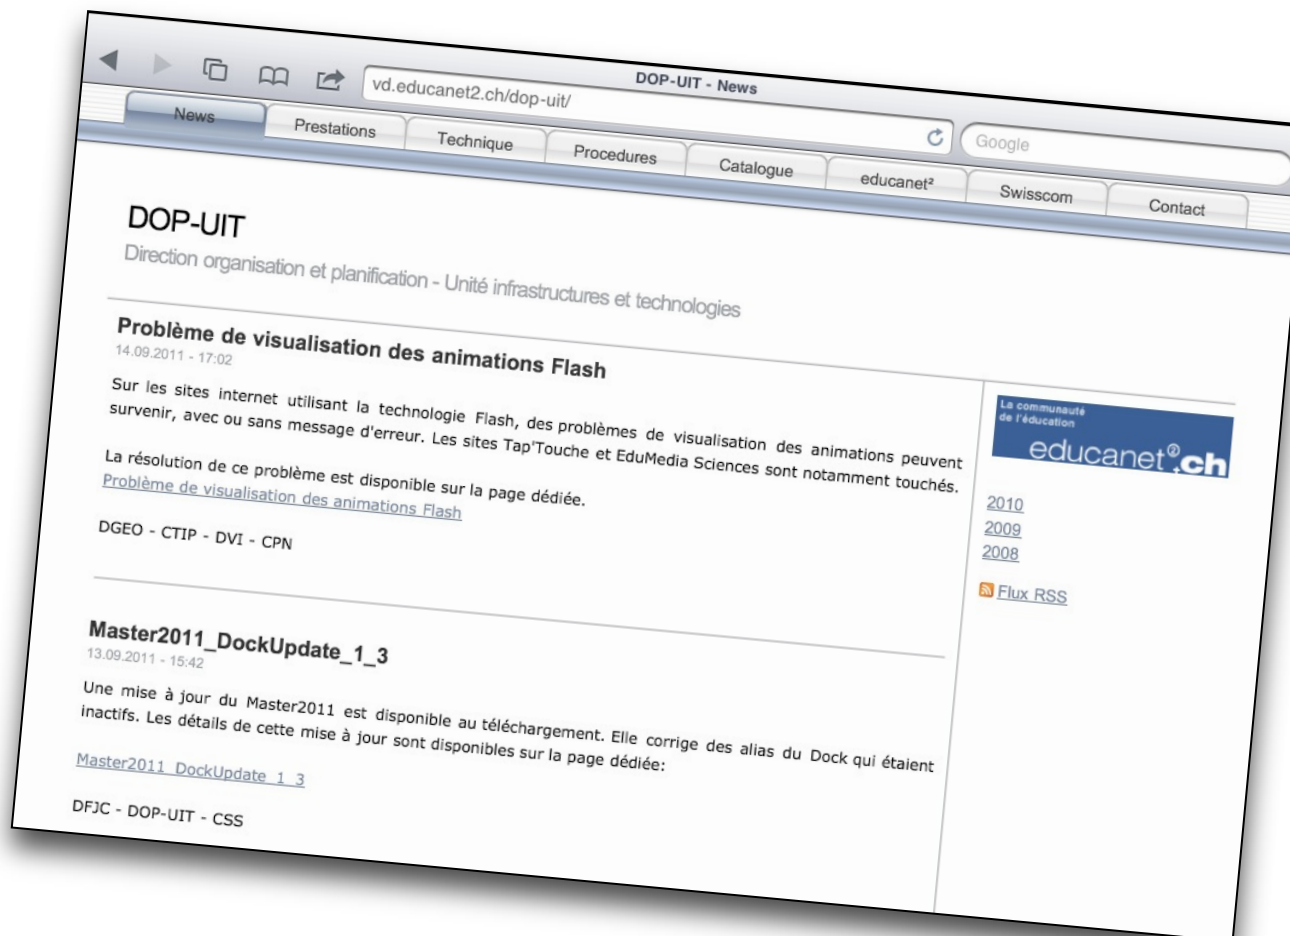 DOP-UIT - News
vd.educanet2.ch/dop-uit/
Google
News
Prestations
Technique
Procedures
Catalogue
educanet²
Swisscom
Contact
DOP-UIT
Direction organisation et planification - Unité infrastructures et technologies
Problème de visualisation des animations Flash
14.09.2011 - 17:02
Sur les sites internet utilisant la technologie Flash, des problèmes de visualisation des animations peuvent
survenir, avec ou sans message d'erreur. Les sites Tap'Touche et EduMedia Sciences sont notamment touchés.
La résolution de ce problème est disponible sur la page dédiée.
Problème de visualisation des animations Flash
DGEO - CTIP - DVI - CPN
Master2011_DockUpdate_1_3
13.09.2011 - 15:42
Une mise à jour du Master2011 est disponible au téléchargement. Elle corrige des alias du Dock qui étaient
inactifs. Les détails de cette mise à jour sont disponibles sur la page dédiée:
Master2011_DockUpdate_1_3
DFJC - DOP-UIT - CSS
La communauté
de l'éducation
educanet².ch
2010
2009
2008
Flux RSS